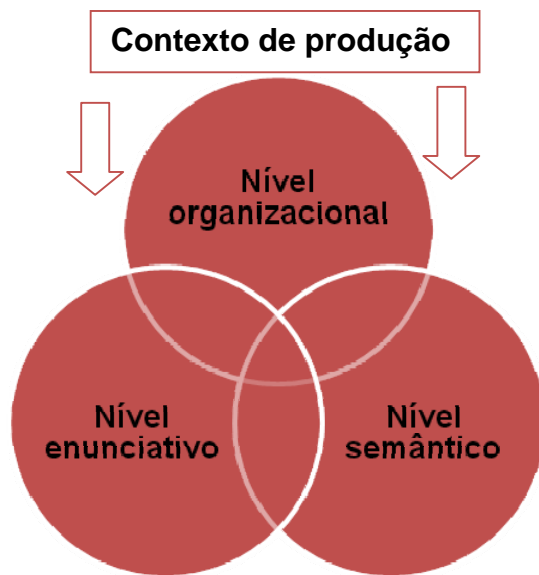 Contexto de produção
Nível
organizacional
Nível
enunciativo
Nível
semântico